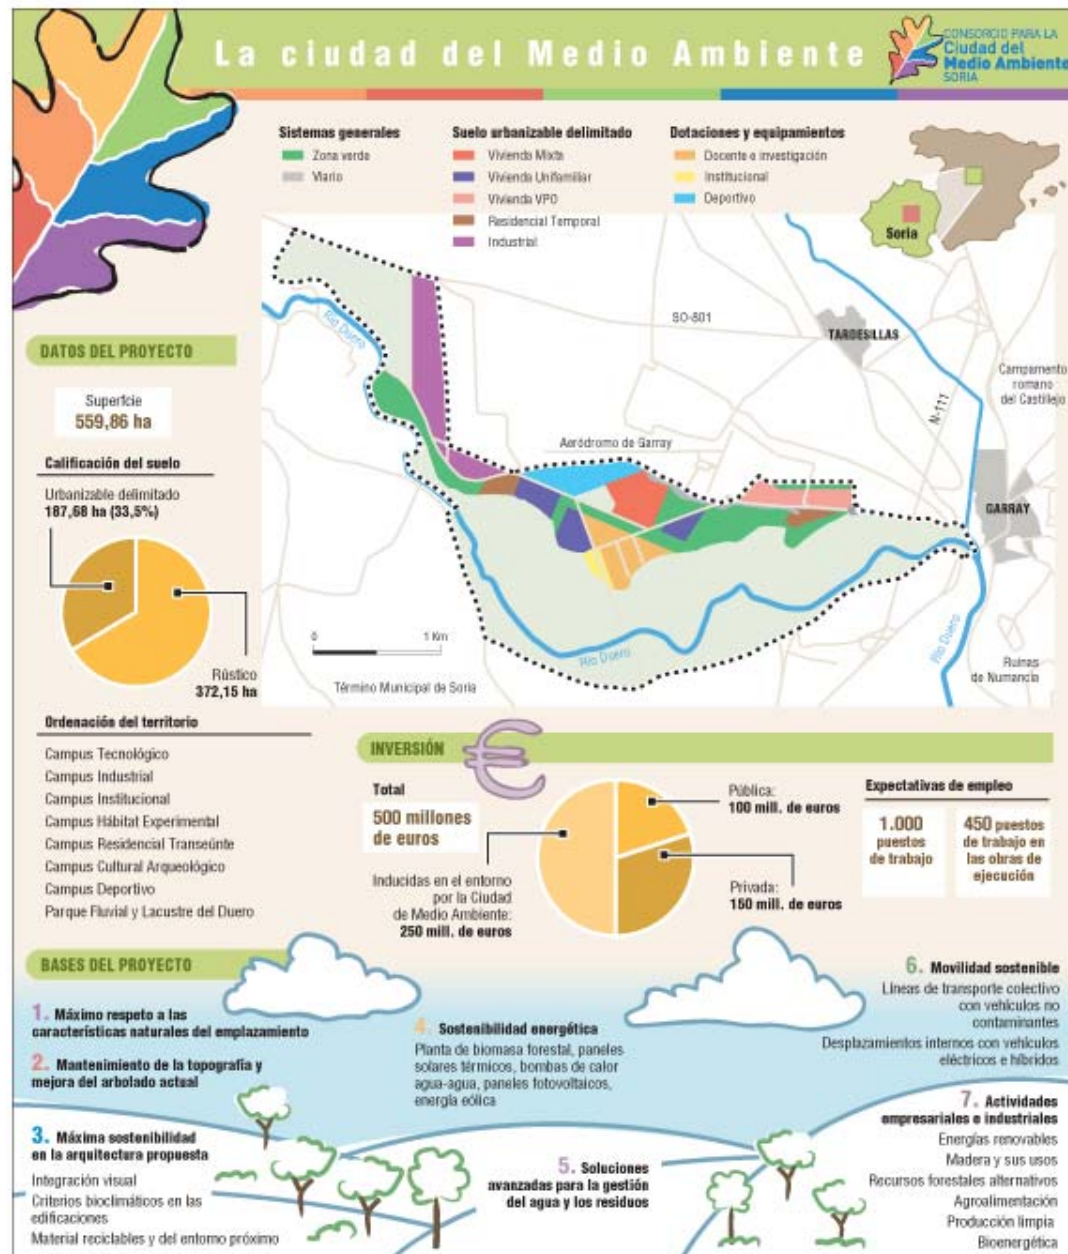 La ciudad del Medio Ambiente
CONSORCIO PARA LA
Ciudad del
Medio Ambiente
SORIA
Sistemas generales
Zona verde
Viario
Suelo urbanizable delimitado
Vivienda Mixta
Vivienda Unifamiliar
Vivienda VPO
Residencial Temporal
Industrial
Dotaciones y equipamientos
Docente e investigación
Institucional
Deportivo
Soria
Río Duero
SO-801
TARDESILLAS
N-111
Campamento
romano
del Castillejo
Aeródromo de Garray
GARRAY
0
1 Km
Río Duero
Río Duero
Término Municipal de Soria
Ruinas
de Numancia
DATOS DEL PROYECTO
Superfcie
559,86 ha
Calificación del suelo
Urbanizable delimitado
187,68 ha (33,5%)
Rústico
372,15 ha
Ordenación del territorio
Campus Tecnológico
Campus Industrial
Campus Institucional
Campus Hábitat Experimental
Campus Residencial Transeúnte
Campus Cultural Arqueológico
Campus Deportivo
Parque Fluvial y Lacustre del Duero
INVERSIÓN
€
Total
500 millones
de euros
Inducidas en el entorno
por la Ciudad
de Medio Ambiente:
250 mill. de euros
Pública:
100 mill. de euros
Privada:
150 mill. de euros
Expectativas de empleo
1.000
puestos
de trabajo
450 puestos
de trabajo en
las obras de
ejecución
BASES DEL PROYECTO
1. Máximo respeto a las
características naturales del emplazamiento
2. Mantenimiento de la topografía y
mejora del arbolado actual
3. Máxima sostenibilidad
en la arquitectura propuesta
Integración visual
Criterios bioclimáticos en las
edificaciones
Material reciclables y del entorno próximo
4. Sostenibilidad energética
Planta de biomasa forestal, paneles
solares térmicos, bombas de calor
agua-agua, paneles fotovoltaicos,
energía eólica
5. Soluciones
avanzadas para la gestión
del agua y los residuos
6. Movilidad sostenible
Líneas de transporte colectivo
con vehículos no
contaminantes
Desplazamientos internos con vehículos
eléctricos e híbridos
7. Actividades
empresariales e industriales
Energías renovables
Madera y sus usos
Recursos forestales alternativos
Agroalimentación
Producción limpia
Bioenergética